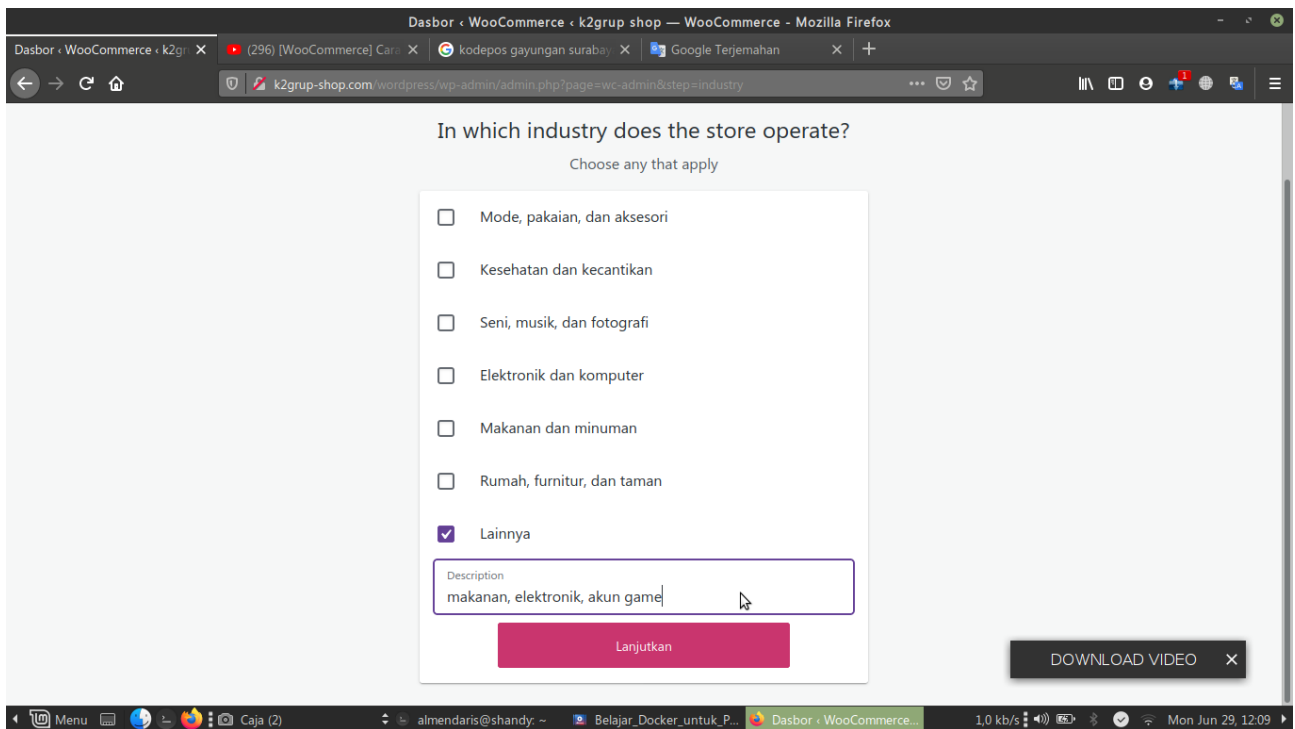 Dasbor ‹ WooCommerce ‹ k2grup shop — WooCommerce - Mozilla Firefox
Dasbor ‹ WooCommerce ‹ k2gr
(296) [WooCommerce] Cara
kodepos gayungan surabay
Google Terjemahan
k2grup-shop.com/wordpress/wp-admin/admin.php?page=wc-admin&step=industry
1
In which industry does the store operate?
Choose any that apply
Mode, pakaian, dan aksesori
Kesehatan dan kecantikan
Seni, musik, dan fotografi
Elektronik dan komputer
Makanan dan minuman
Rumah, furnitur, dan taman
Lainnya
Description
makanan, elektronik, akun game
Lanjutkan
DOWNLOAD VIDEO
Menu
Caja (2)
almendaris@shandy: ~
Belajar_Docker_untuk_P...
Dasbor ‹ WooCommerce...
1,0 kb/s
Mon Jun 29, 12:09